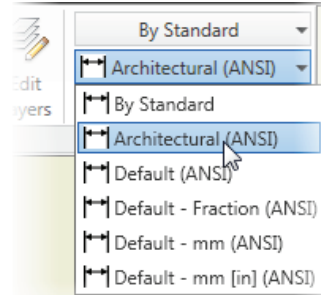 By Standard
Edit
Layers
Architectural (ANSI)
By Standard
Architectural (ANSI)
Default (ANSI)
Default - Fraction (ANSI)
Default - mm (ANSI)
Default - mm [in] (ANSI)